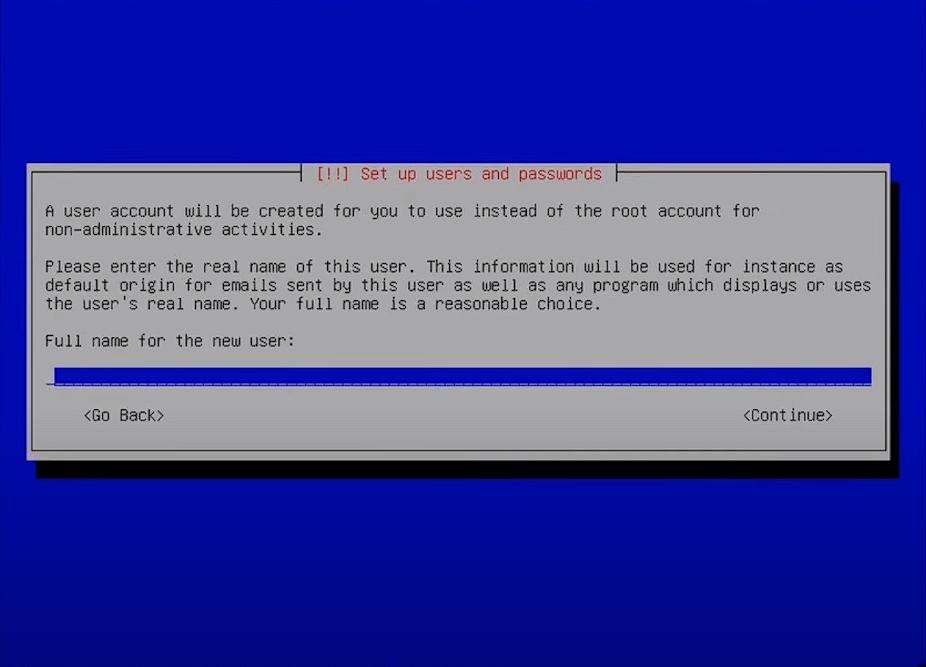 [!!] Set up users and passwords
A user account will be created for you to use instead of the root account for
non-administrative activities.
Please enter the real name of this user. This information will be used for instance as
default origin for emails sent by this user as well as any program which displays or uses
the user's real name. Your full name is a reasonable choice.
Full name for the new user:
<Go Back> <Continue>